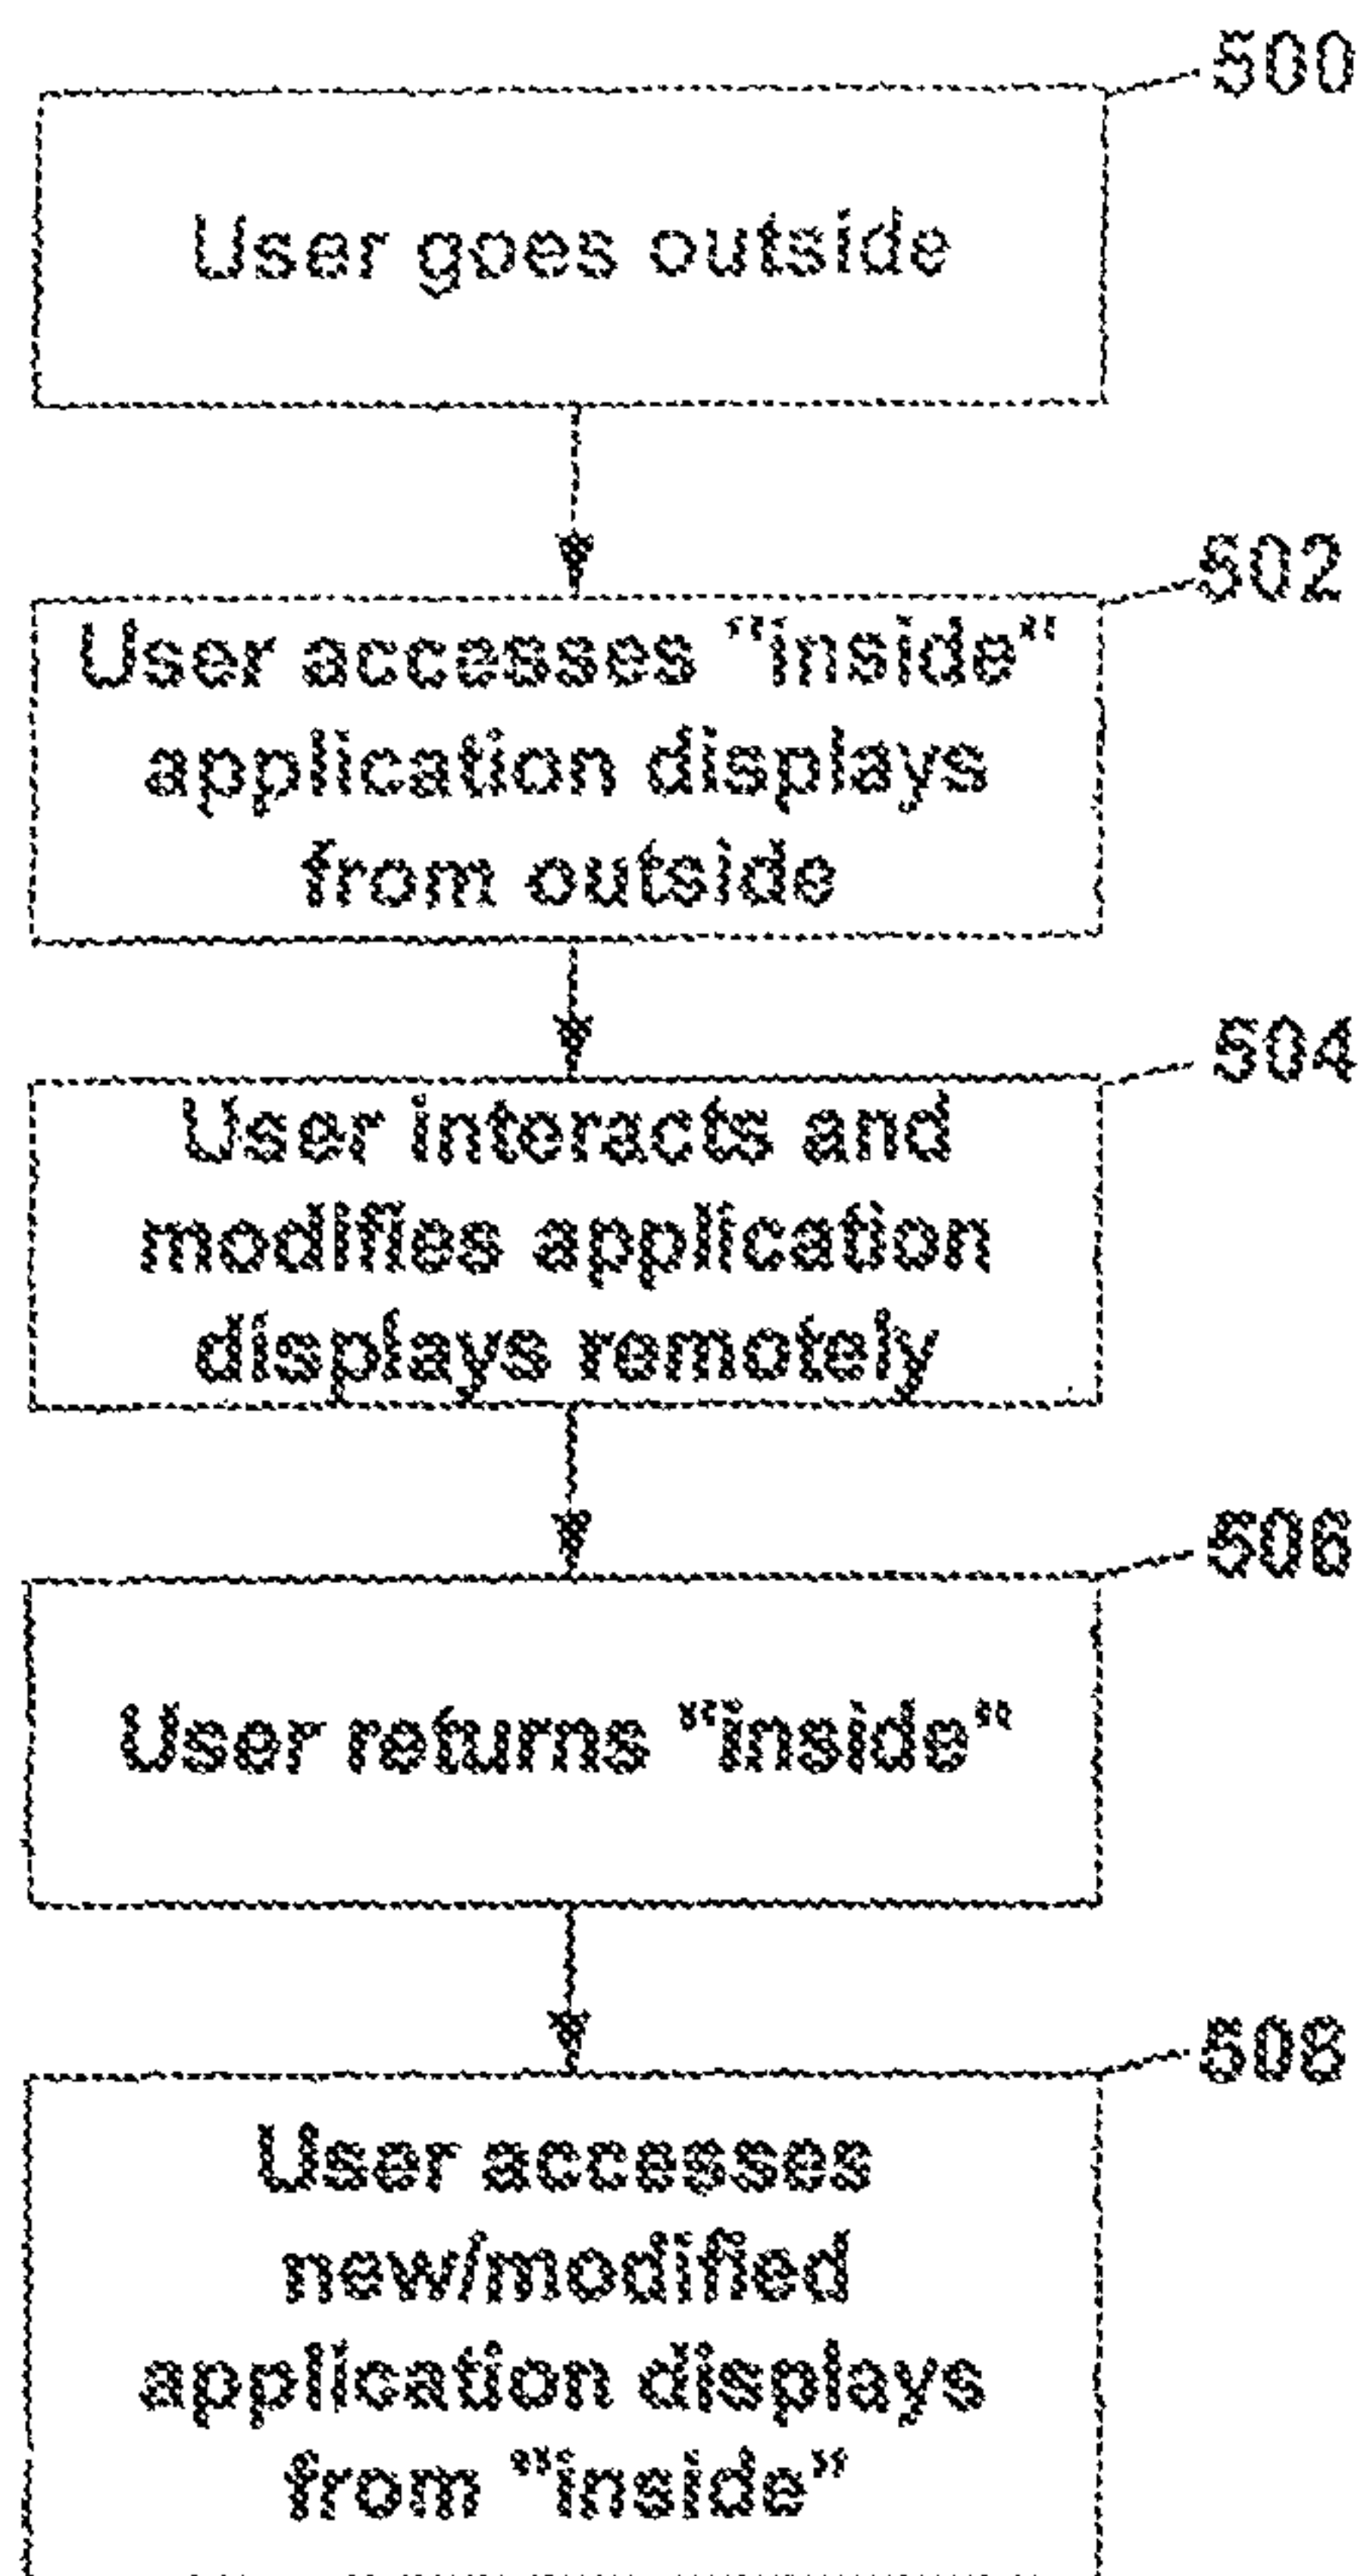 500
User goes outside
502
User accesses "inside"
application displays
from outside
504
User interacts and
modifies application
displays remotely
506
User returns "inside"
508
User accesses
new/modified
application displays
from "inside"